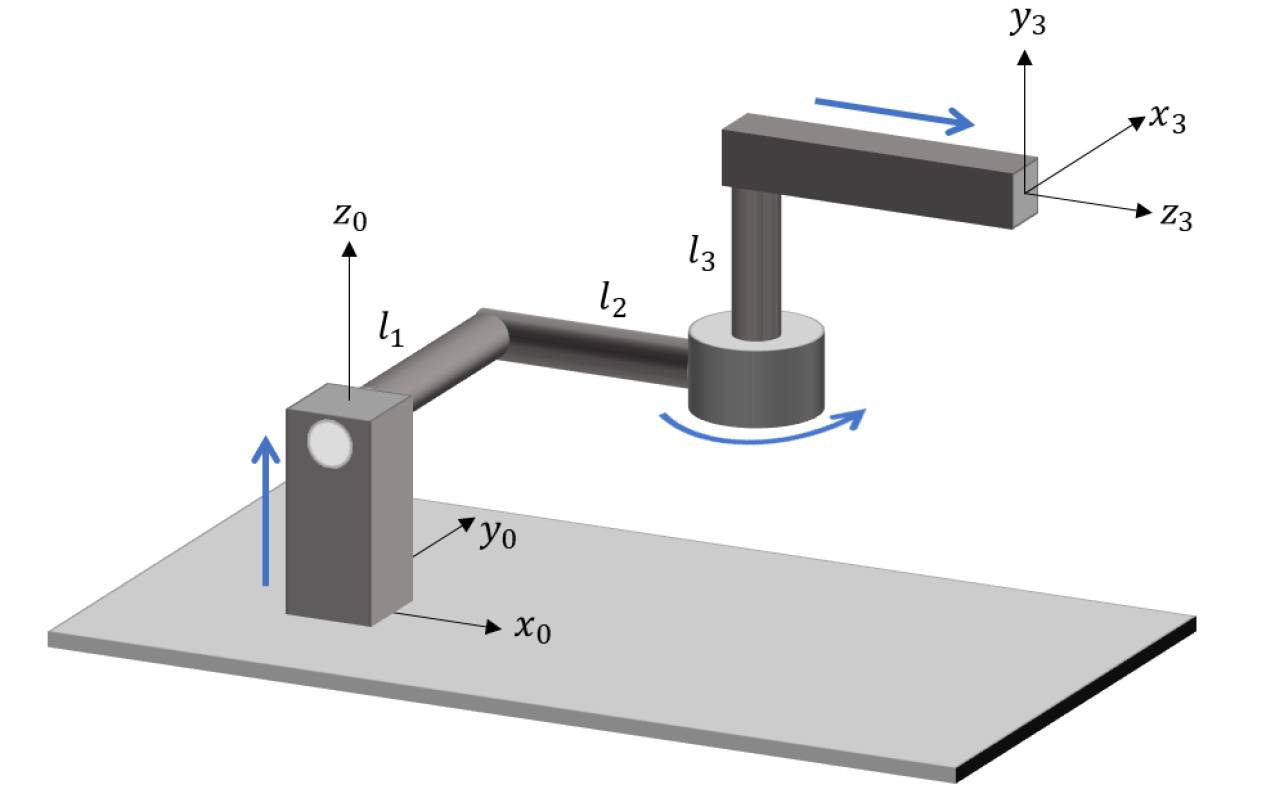 y₃
x₃
z₀
z₃
l₃
l₂
l₁
y₀
x₀